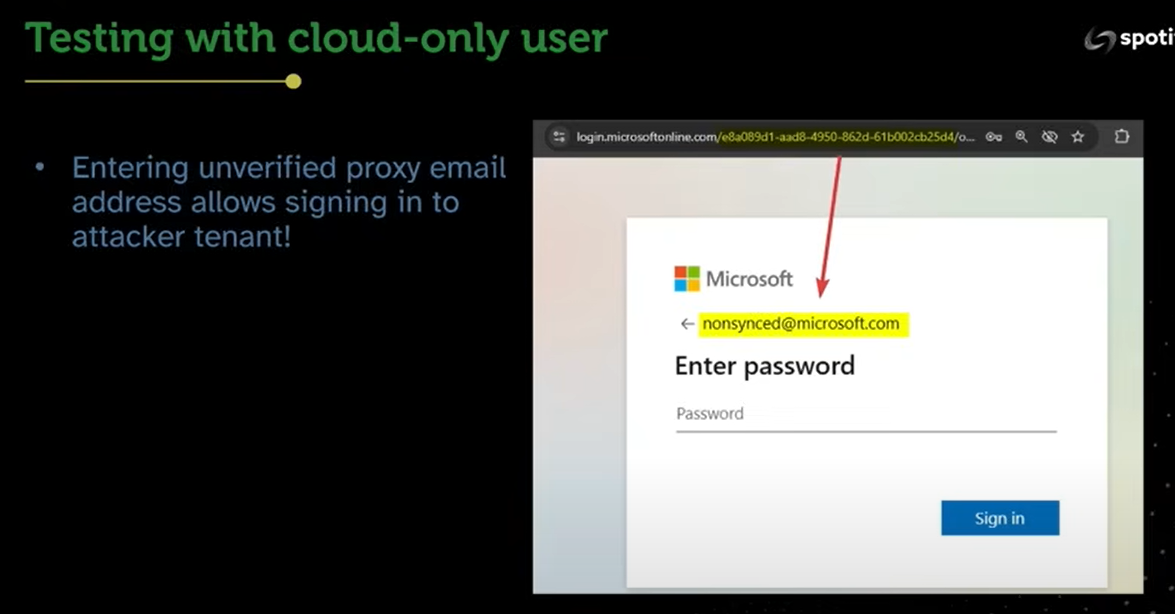 Testing with cloud-only user
spoti
• Entering unverified proxy email
address allows signing in to
attacker tenant!
login.microsoftonline.com/e8a089d1-aad8-4950-862d-61b002cb25d4/o...
Microsoft
nonsynced@microsoft.com
Enter password
Password
Sign in